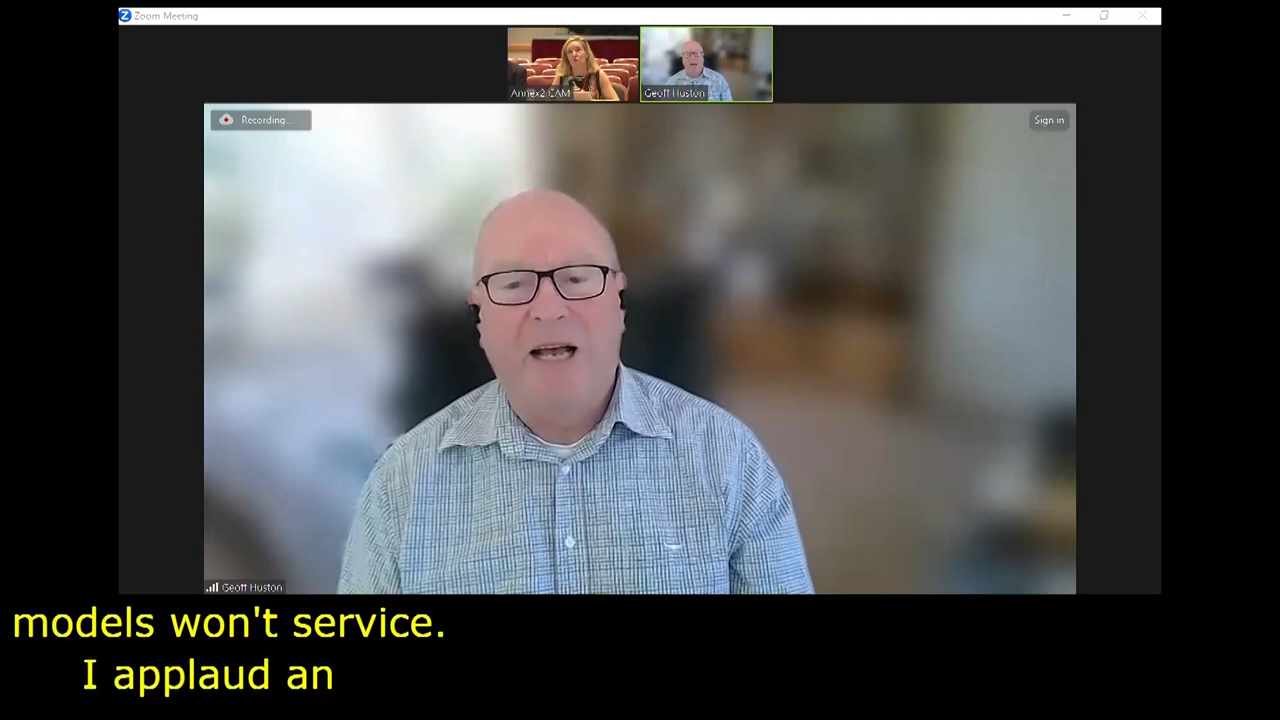 Zoom Meeting
Annex2 CAM
Geoff Huston
Recording...
Sign in
Geoff Huston
models won't service.
I applaud an